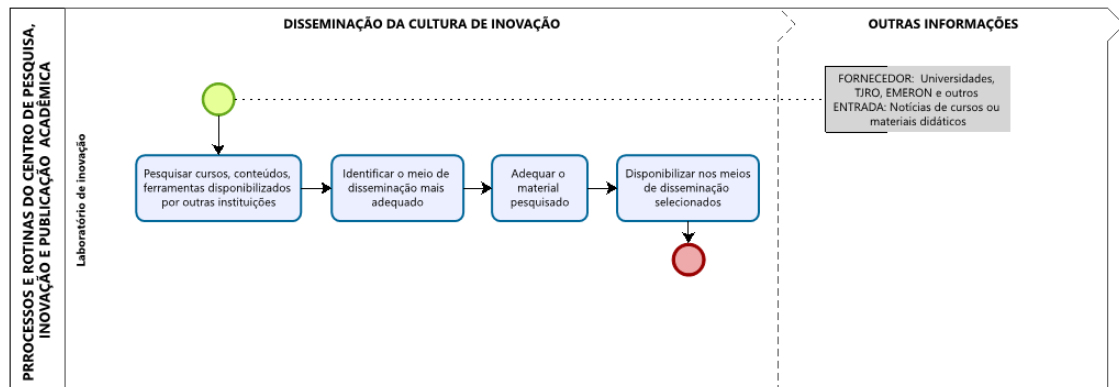 PRROCESSOS E ROTINAS DO CENTRO DE PESQUISA,
INOVAÇÃO E PUBLICAÇÃO ACADÊMICA
Laboratório de inovação
DISSEMINAÇÃO DA CULTURA DE INOVAÇÃO
OUTRAS INFORMAÇÕES
FORNECEDOR: Universidades,
TJRO, EMERON e outros
ENTRADA: Notícias de cursos ou
materiais didáticos
Pesquisar cursos, conteúdos,
ferramentas disponibilizados
por outras instituições
Identificar o meio de
disseminação mais
adequado
Adequar o
material
pesquisado
Disponibilizar nos meios
de disseminação
selecionados